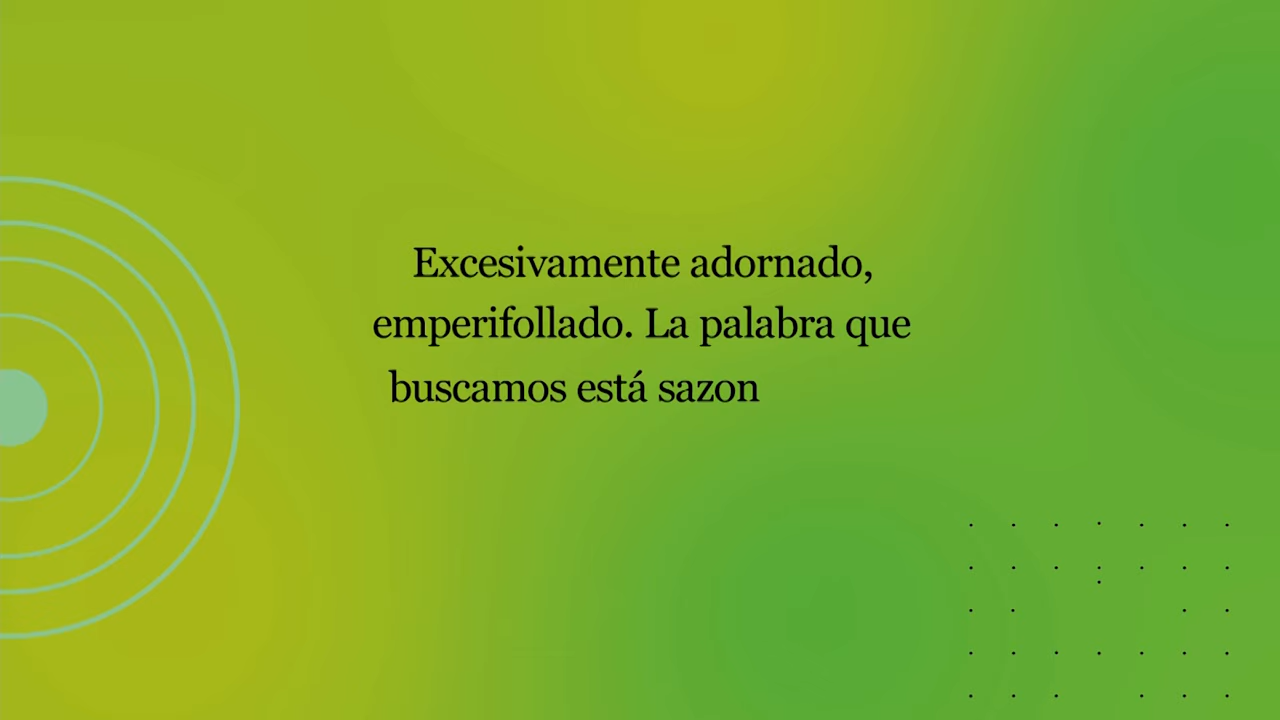 Excesivamente adornado,
emperifollado. La palabra que
buscamos está sazon